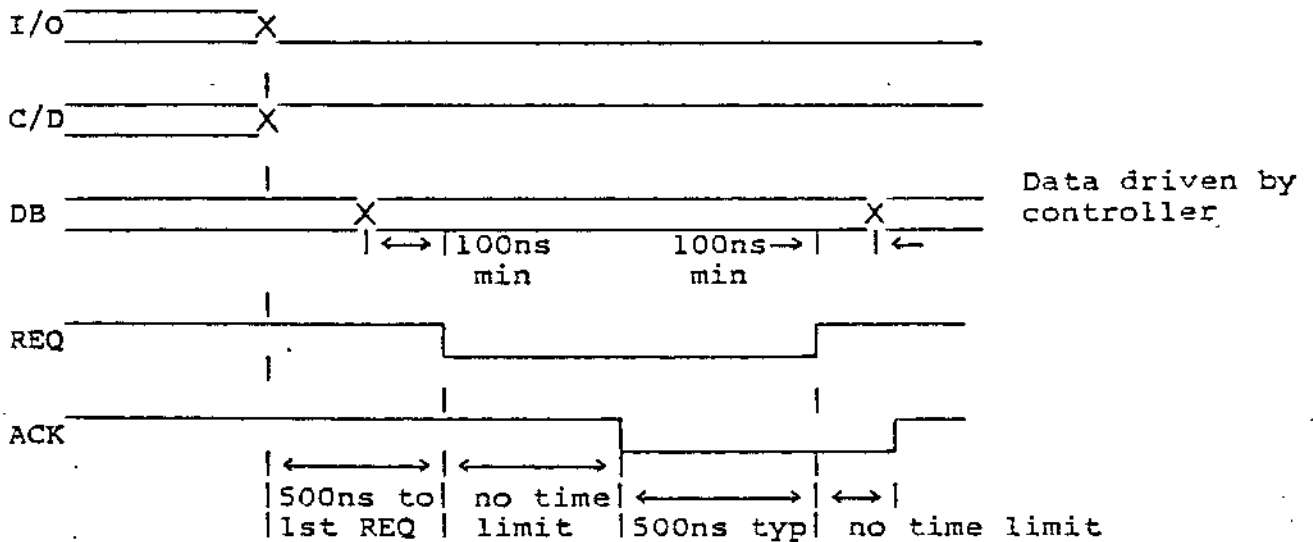 I/O
C/D
DB
Data driven by
controller
100ns
min
100ns
min
REQ
ACK
500ns to
1st REQ
no time
limit
500ns typ
no time limit